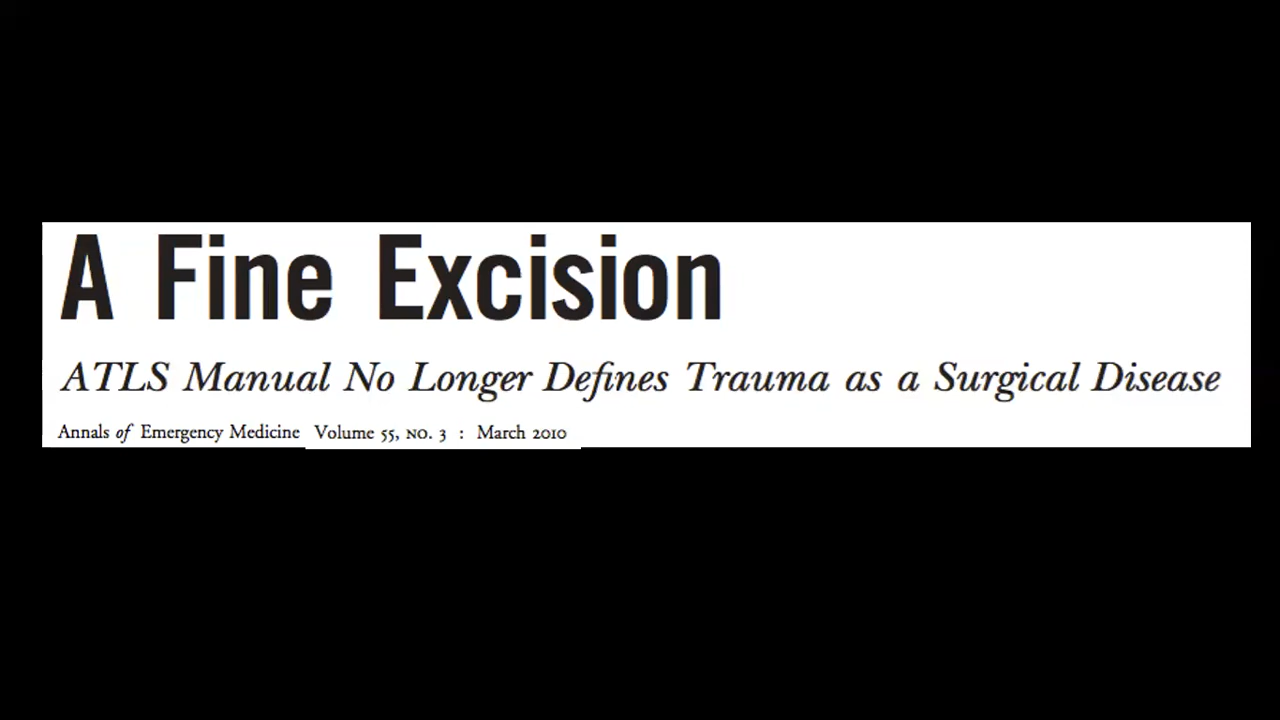 A Fine Excision
ATLS Manual No Longer Defines Trauma as a Surgical Disease
Annals of Emergency Medicine Volume 55, NO. 3 : March 2010